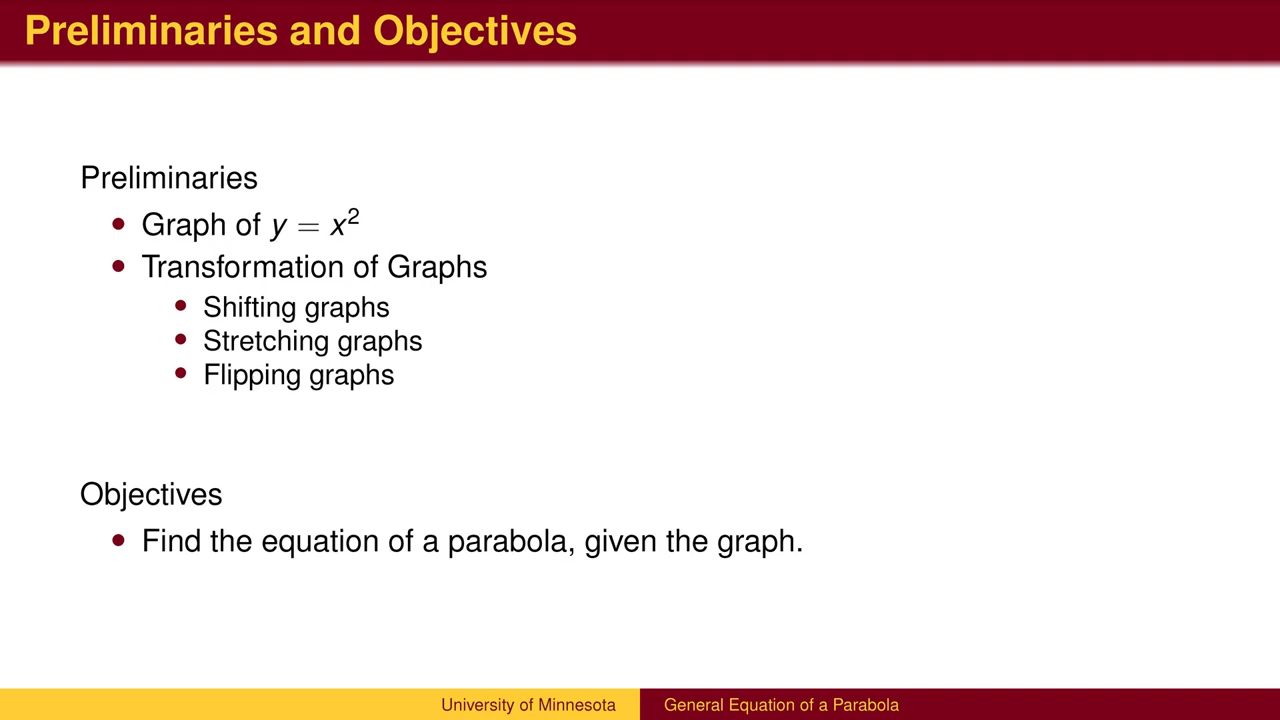 Preliminaries and Objectives
Preliminaries
• Graph of y = x²
• Transformation of Graphs
• Shifting graphs
• Stretching graphs
• Flipping graphs
Objectives
• Find the equation of a parabola, given the graph.
University of Minnesota
General Equation of a Parabola